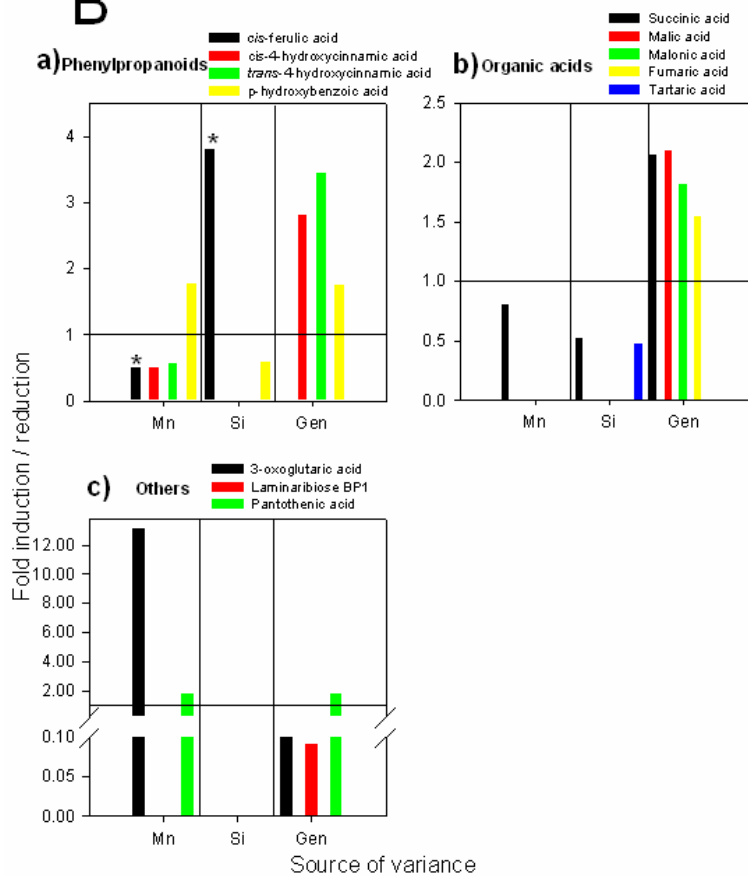 B
a) Phenylpropanoids
cis-ferulic acid
cis-4-hydroxycinnamic acid
trans-4-hydroxycinnamic acid
p-hydroxybenzoic acid
*
*
4
3
2
1
0
Mn Si Gen
b) Organic acids
Succinic acid
Malic acid
Malonic acid
Fumaric acid
Tartaric acid
2.5
2.0
1.5
1.0
0.5
0.0
Mn Si Gen
c) Others
3-oxoglutaric acid
Laminaribiose BP1
Pantothenic acid
12.00
10.00
8.00
6.00
4.00
2.00
0.10
0.05
0.00
Mn Si Gen
Fold induction / reduction
Source of variance